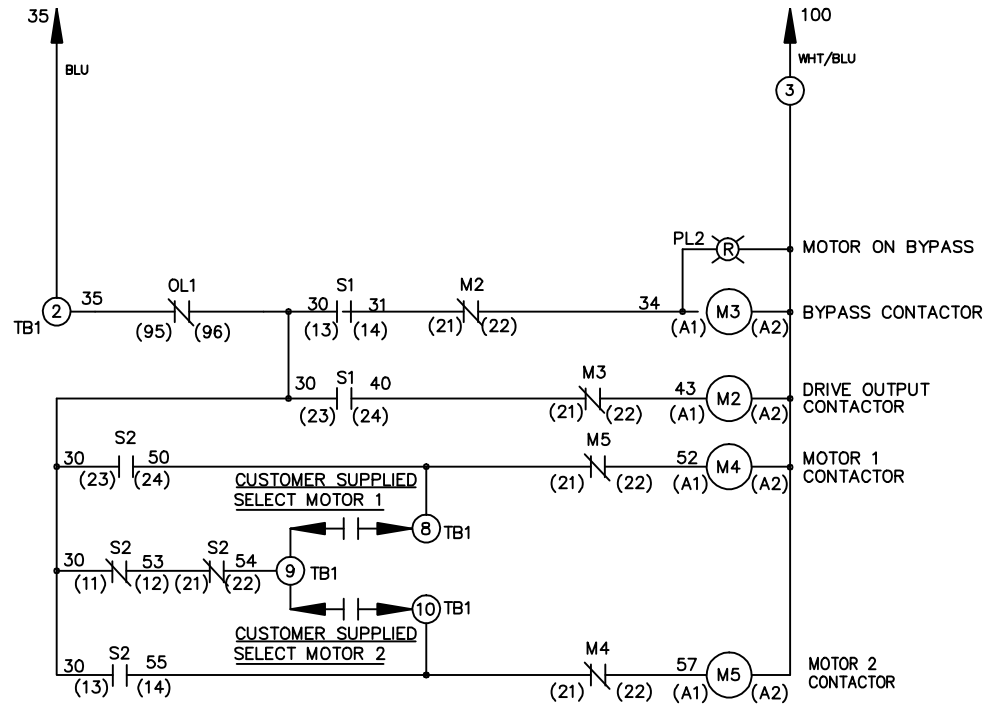 35
100
BLU
WHT/BLU
3
PL2 R MOTOR ON BYPASS
2 35 OL1 30 S1 31 M2 34 M3 BYPASS CONTACTOR
TB1 (95) (96) (13) (14) (21) (22) (A1) (A2)
30 S1 40 M3 43 M2 DRIVE OUTPUT
(23) (24) (21) (22) (A1) (A2) CONTACTOR
30 S2 50 M5 52 M4 MOTOR 1
(23) (24) (21) (22) (A1) (A2) CONTACTOR
CUSTOMER SUPPLIED
SELECT MOTOR 1
8 TB1
30 S2 53 S2 54 9 TB1
(11) (12) (21) (22)
10 TB1
CUSTOMER SUPPLIED
SELECT MOTOR 2
30 S2 55 M4 57 M5 MOTOR 2
(13) (14) (21) (22) (A1) (A2) CONTACTOR